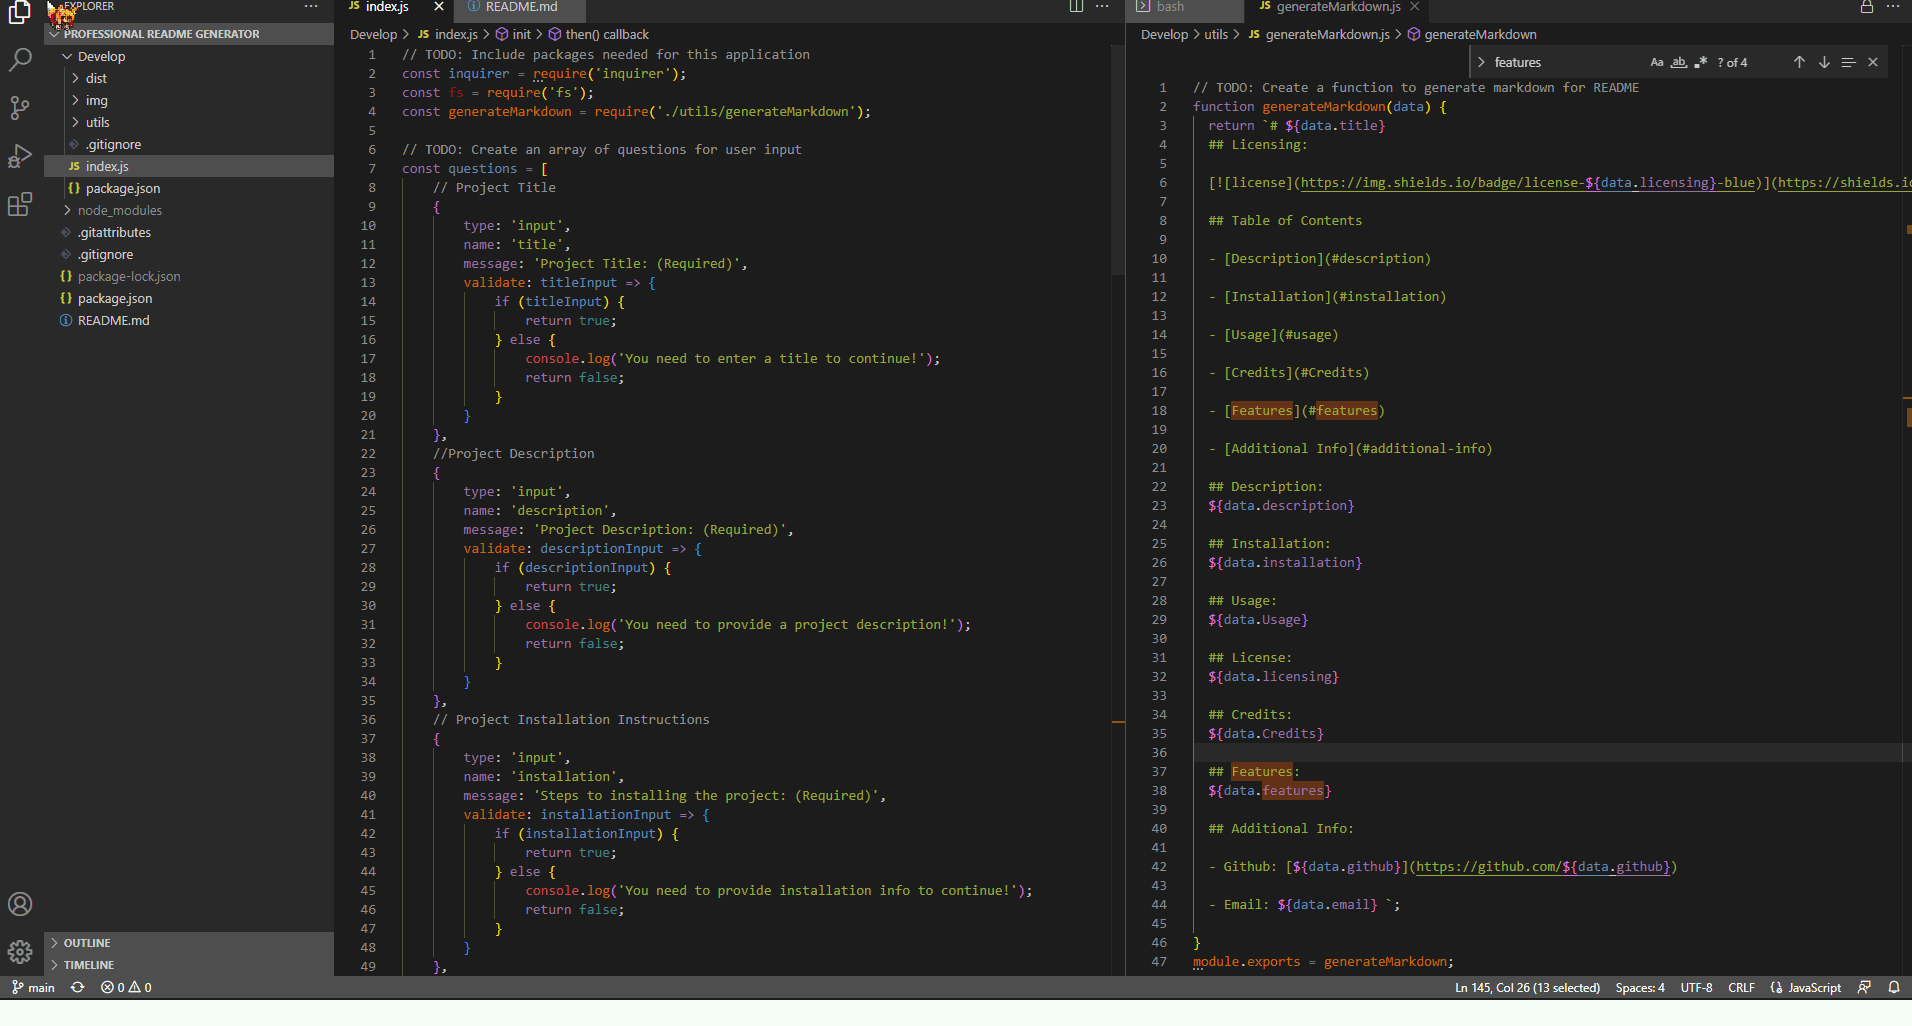 EXPLORER ···
PROFESSIONAL README GENERATOR
Develop
dist
img
utils
.gitignore
JS index.js
{} package.json
node_modules
.gitattributes
.gitignore
{} package-lock.json
{} package.json
README.md
OUTLINE
TIMELINE
JS index.js × README.md ···
Develop > JS index.js > init > then() callback
1 // TODO: Include packages needed for this application
2 const inquirer = require('inquirer');
3 const fs = require('fs');
4 const generateMarkdown = require('./utils/generateMarkdown');
5
6 // TODO: Create an array of questions for user input
7 const questions = [
8 // Project Title
9 {
10 type: 'input',
11 name: 'title',
12 message: 'Project Title: (Required)',
13 validate: titleInput => {
14 if (titleInput) {
15 return true;
16 } else {
17 console.log('You need to enter a title to continue!');
18 return false;
19 }
20 }
21 },
22 //Project Description
23 {
24 type: 'input',
25 name: 'description',
26 message: 'Project Description: (Required)',
27 validate: descriptionInput => {
28 if (descriptionInput) {
29 return true;
30 } else {
31 console.log('You need to provide a project description!');
32 return false;
33 }
34 }
35 },
36 // Project Installation Instructions
37 {
38 type: 'input',
39 name: 'installation',
40 message: 'Steps to installing the project: (Required)',
41 validate: installationInput => {
42 if (installationInput) {
43 return true;
44 } else {
45 console.log('You need to provide installation info to continue!');
46 return false;
47 }
48 }
49 },
bash JS generateMarkdown.js × ···
Develop > utils > JS generateMarkdown.js > generateMarkdown
features Aa ab .* ? of 4
1 // TODO: Create a function to generate markdown for README
2 function generateMarkdown(data) {
3 return `# ${data.title}
4 ## Licensing:
5
6 [![license](https://img.shields.io/badge/license-${data.licensing}-blue)](https://shields.io
7
8 ## Table of Contents
9
10 - [Description](#description)
11
12 - [Installation](#installation)
13
14 - [Usage](#usage)
15
16 - [Credits](#Credits)
17
18 - [Features](#features)
19
20 - [Additional Info](#additional-info)
21
22 ## Description:
23 ${data.description}
24
25 ## Installation:
26 ${data.installation}
27
28 ## Usage:
29 ${data.Usage}
30
31 ## License:
32 ${data.licensing}
33
34 ## Credits:
35 ${data.Credits}
36
37 ## Features:
38 ${data.features}
39
40 ## Additional Info:
41
42 - Github: [${data.github}](https://github.com/${data.github})
43
44 - Email: ${data.email} `;
45
46 }
47 module.exports = generateMarkdown;
main 0 0 Ln 145, Col 26 (13 selected) Spaces: 4 UTF-8 CRLF {} JavaScript